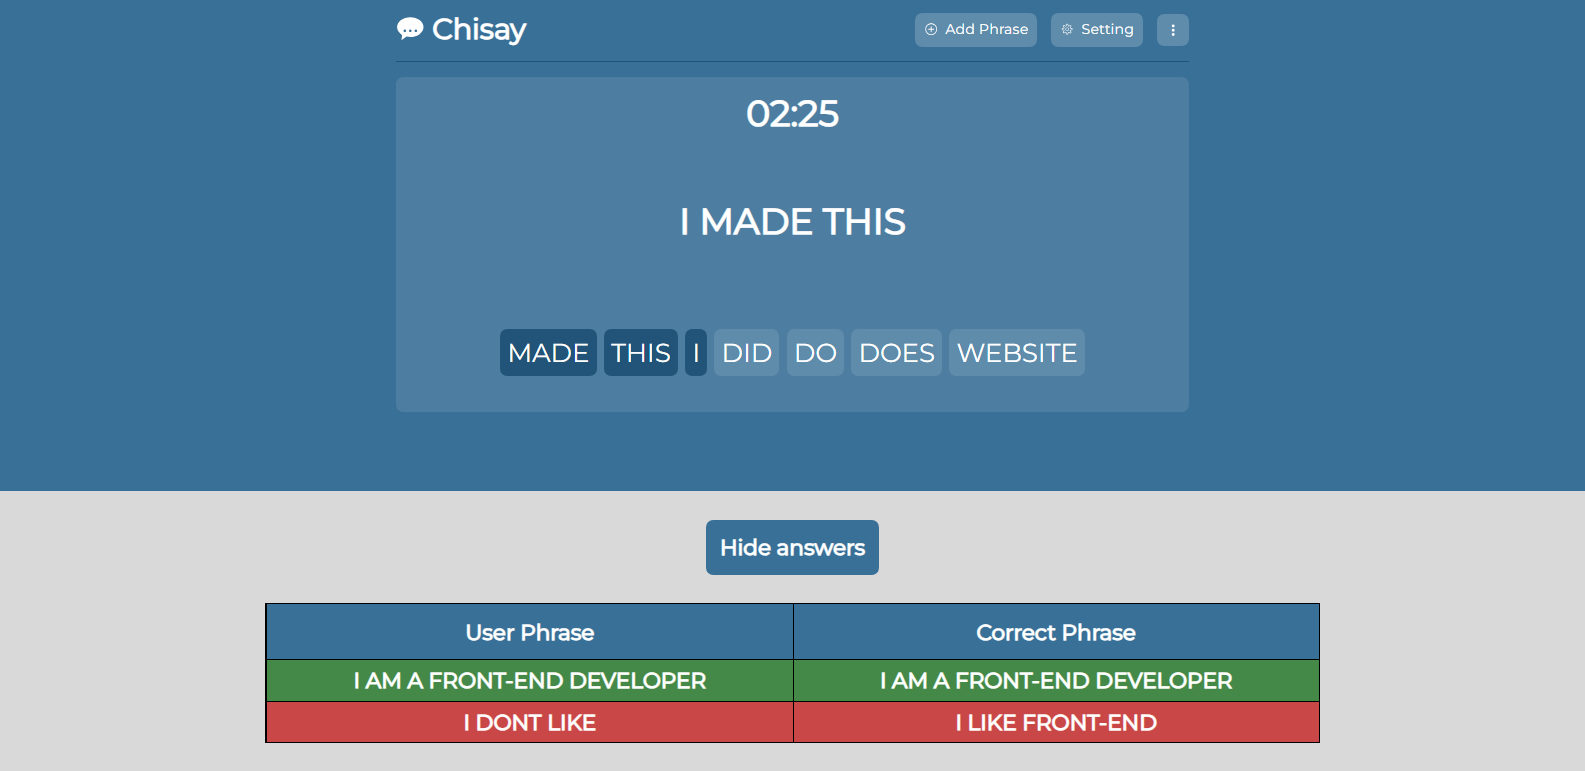 Chisay
Add Phrase Setting
02:25
I MADE THIS
MADE THIS I DID DO DOES WEBSITE
Hide answers
User Phrase Correct Phrase
I AM A FRONT-END DEVELOPER I AM A FRONT-END DEVELOPER
I DONT LIKE I LIKE FRONT-END